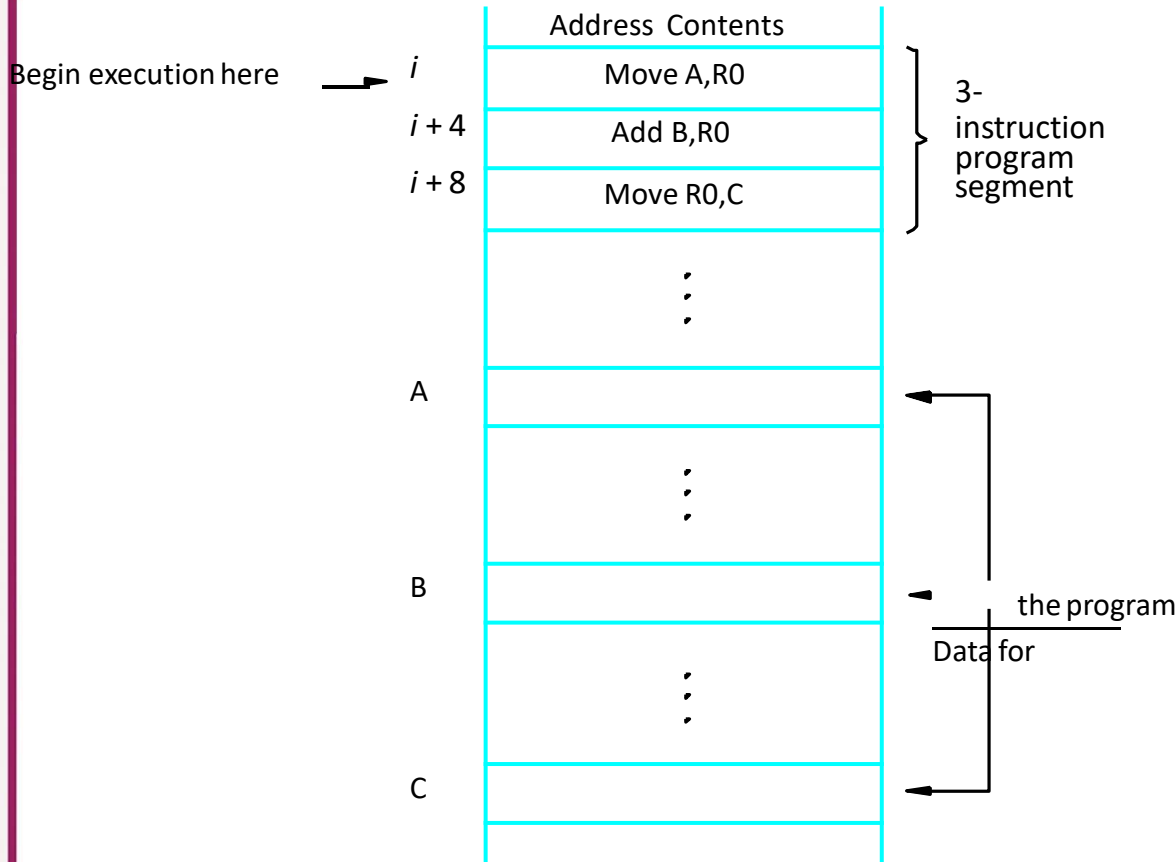 Address Contents
Begin execution here
i
Move A,R0
i + 4
Add B,R0
i + 8
Move R0,C
3-
instruction
program
segment
A
B
the program
Data for
C